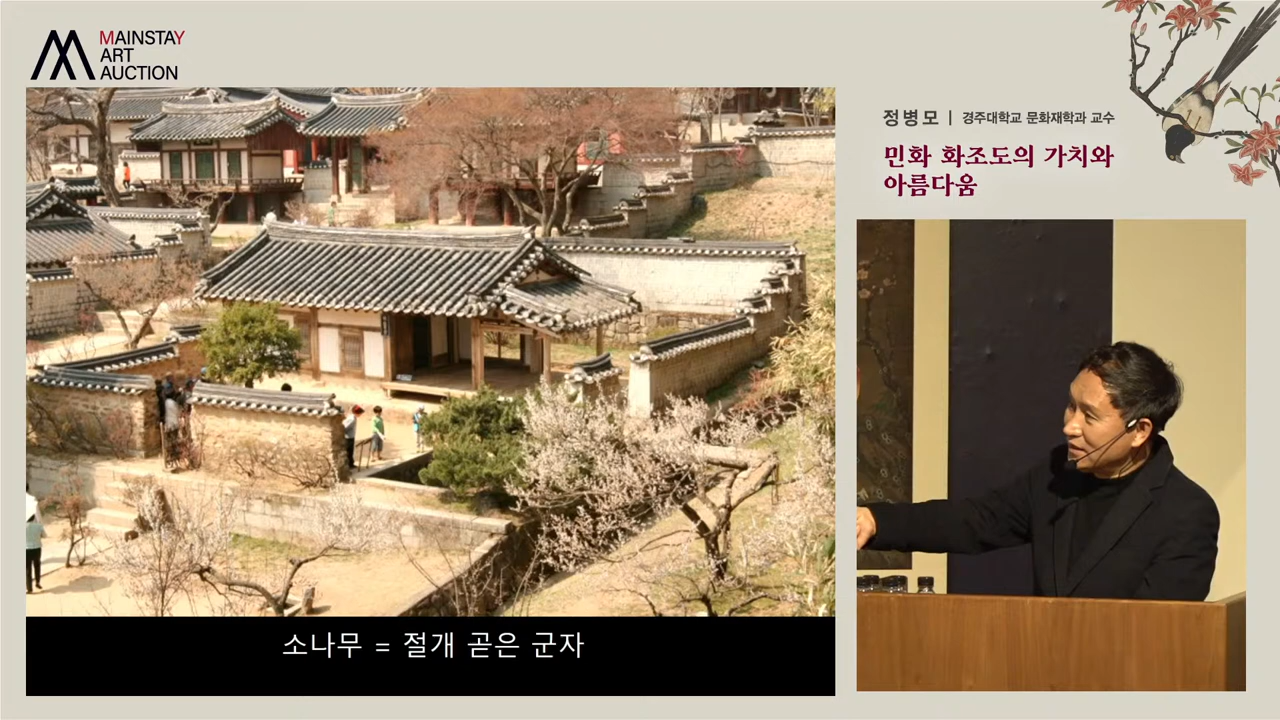 MAINSTAY
ART
AUCTION
정병모 | 경주대학교 문화재학과 교수
민화 화조도의 가치와
아름다움
소나무 = 절개 곧은 군자